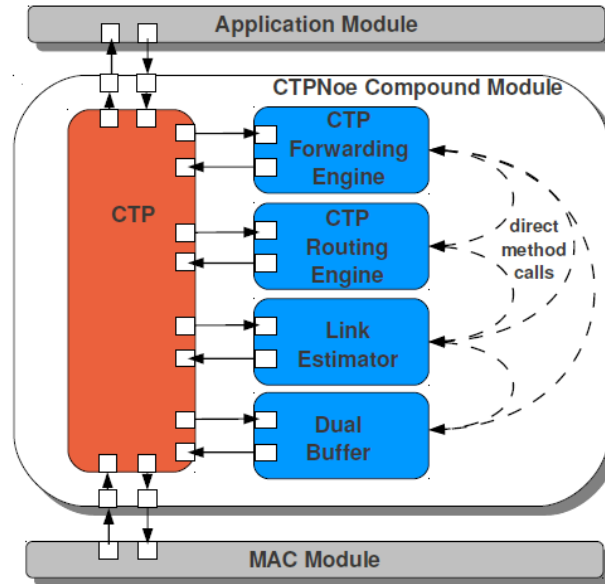 Application Module
CTPNoe Compound Module
CTP
CTP
Forwarding
Engine
CTP
Routing
Engine
direct
method
calls
Link
Estimator
Dual
Buffer
MAC Module